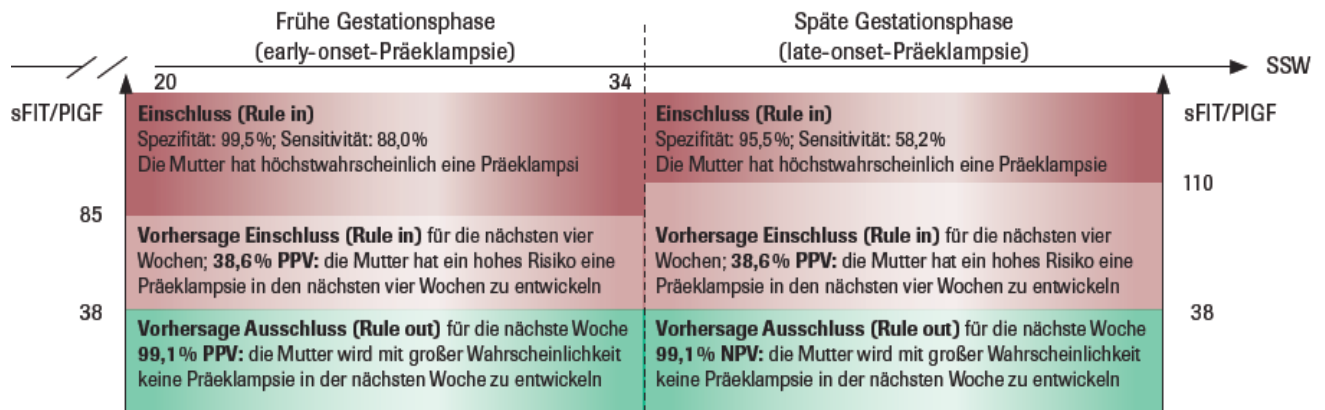 Frühe Gestationsphase
(early-onset-Präeklampsie)
Späte Gestationsphase
(late-onset-Präeklampsie)
SSW
20
34
sFIT/PIGF
sFIT/PIGF
Einschluss (Rule in)
Spezifität: 99,5%; Sensitivität: 88,0%
Die Mutter hat höchstwahrscheinlich eine Präeklampsi
Einschluss (Rule in)
Spezifität: 95,5%; Sensitivität: 58,2%
Die Mutter hat höchstwahrscheinlich eine Präeklampsie
110
85
Vorhersage Einschluss (Rule in) für die nächsten vier
Wochen; 38,6% PPV: die Mutter hat ein hohes Risiko eine
Präeklampsie in den nächsten vier Wochen zu entwickeln
Vorhersage Einschluss (Rule in) für die nächsten vier
Wochen; 38,6% PPV: die Mutter hat ein hohes Risiko eine
Präeklampsie in den nächsten vier Wochen zu entwickeln
38
38
Vorhersage Ausschluss (Rule out) für die nächste Woche
99,1% PPV: die Mutter wird mit großer Wahrscheinlichkeit
keine Präeklampsie in der nächsten Woche zu entwickeln
Vorhersage Ausschluss (Rule out) für die nächste Woche
99,1% NPV: die Mutter wird mit großer Wahrscheinlichkeit
keine Präeklampsie in der nächsten Woche zu entwickeln